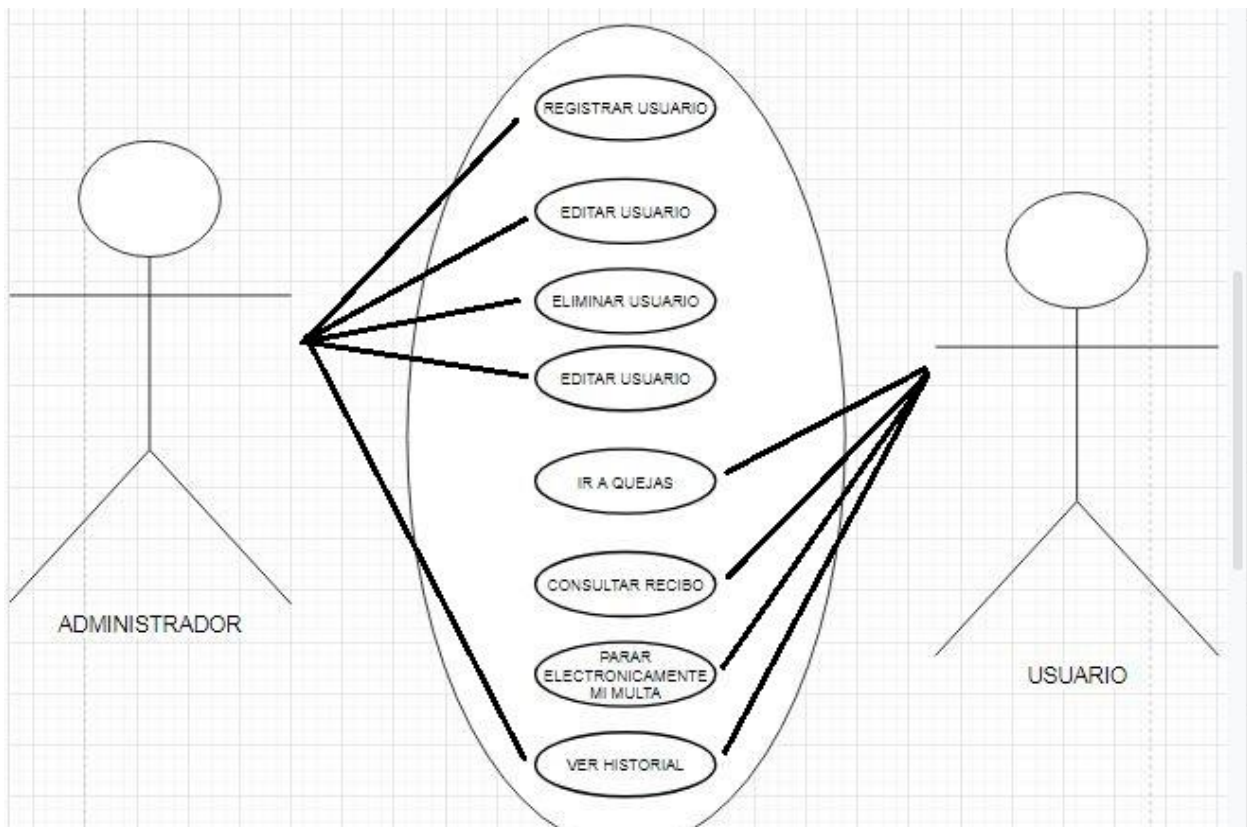 REGISTRAR USUARIO
EDITAR USUARIO
ELIMINAR USUARIO
EDITAR USUARIO
IR A QUEJAS
CONSULTAR RECIBO
PARAR
ELECTRONICAMENTE
MI MULTA
VER HISTORIAL
ADMINISTRADOR
USUARIO